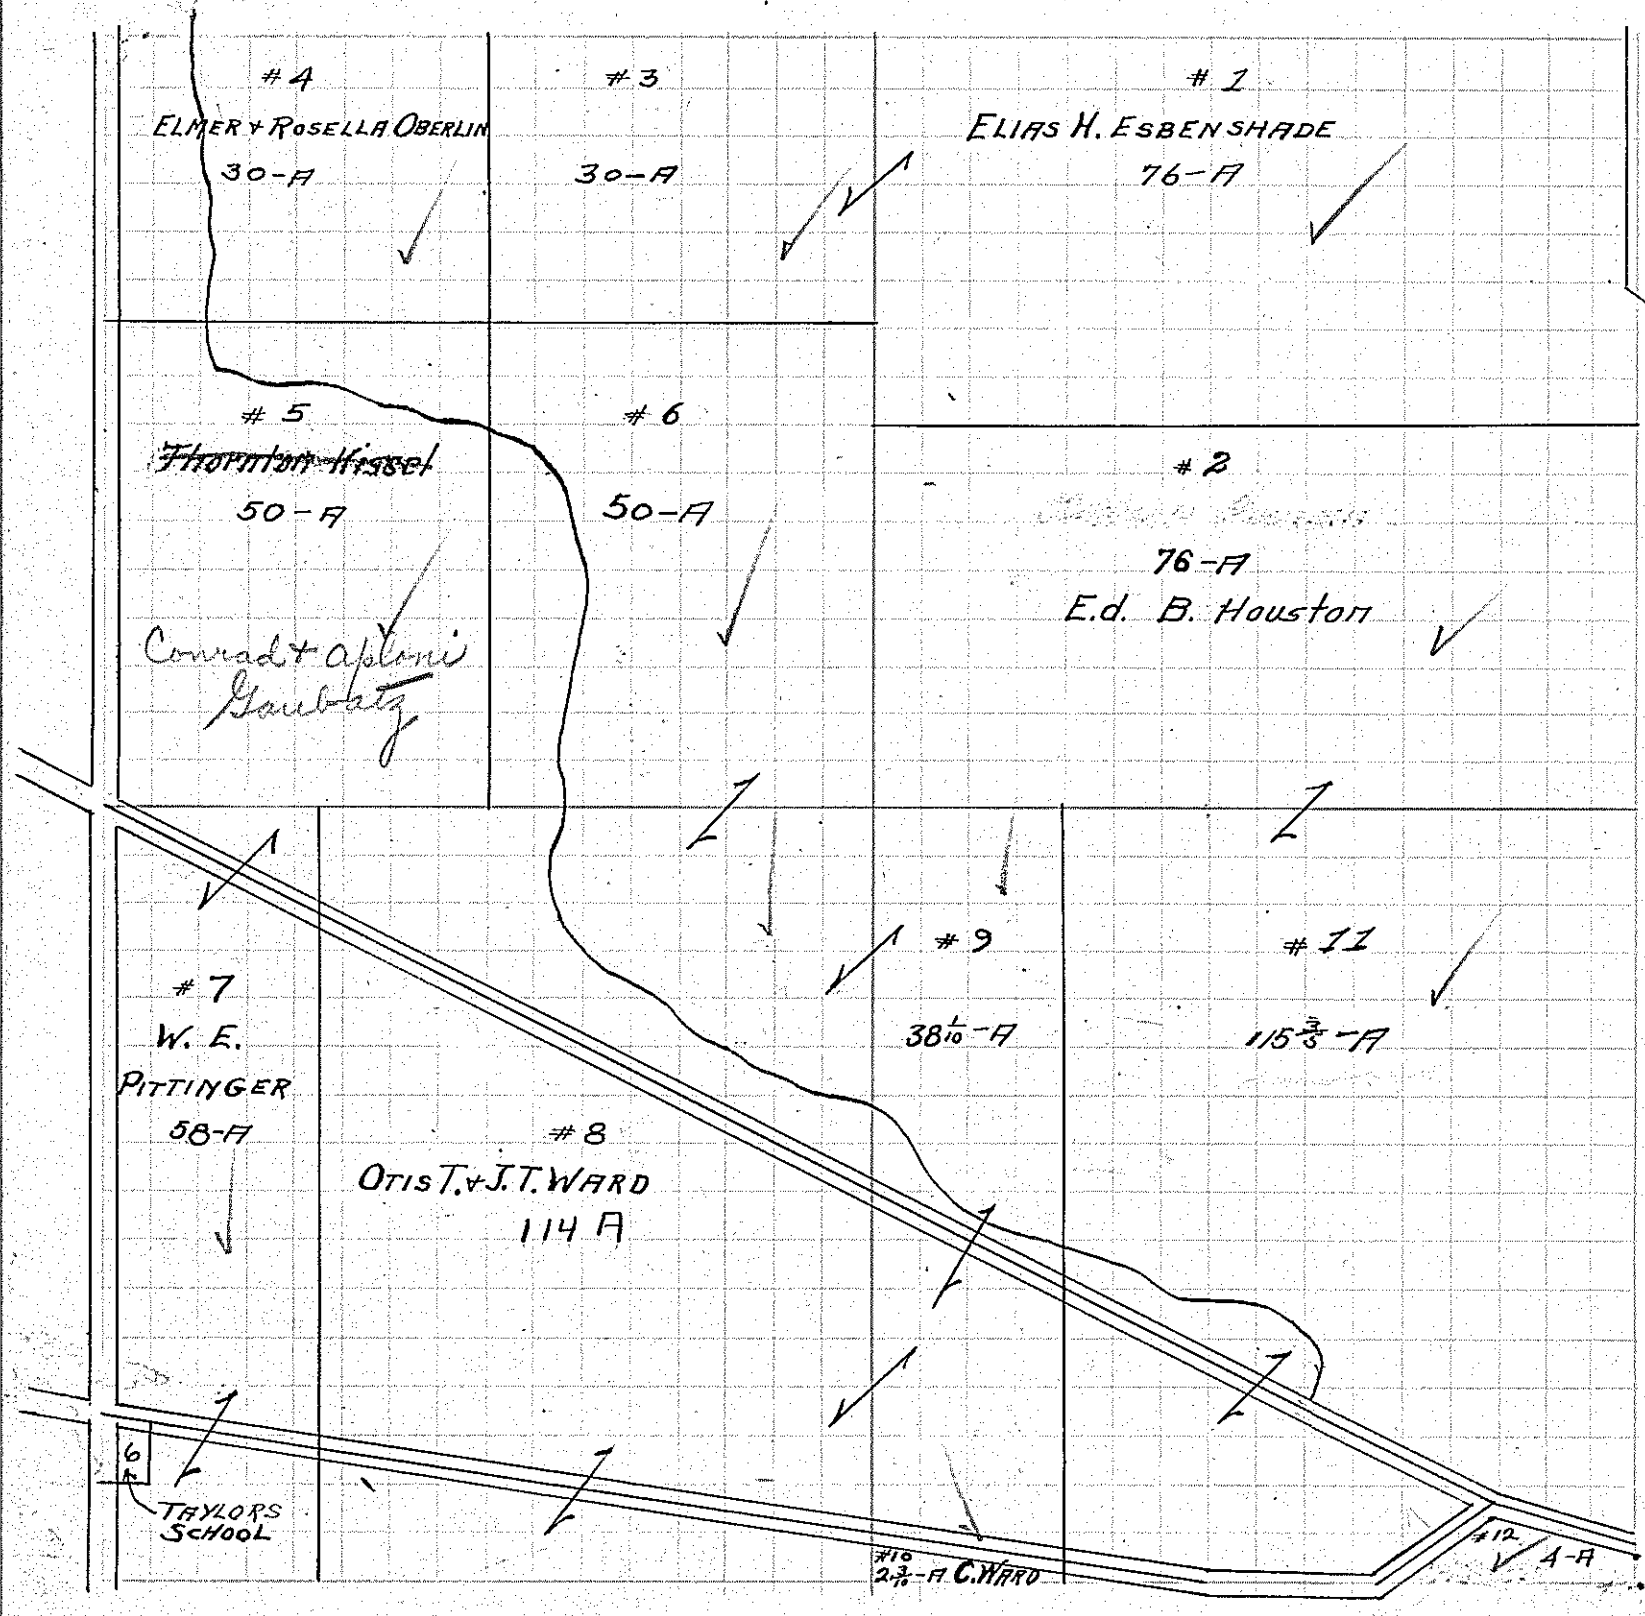 # 4
ELMER & ROSELLA OBERLIN
30-A
# 3
30-A
# 1
ELIAS H. ESBENSHADE
76-A
# 5
Thornton Hissel
50-A
Conrad & Aploni
Gaubatz
# 6
50-A
# 2
76-A
E.d. B. Houston
# 7
W. E.
PITTINGER
58-A
# 8
OTIS T. & J.T. WARD
114 A
# 9
38 1/10-A
# 11
115 3/5-A
6
TAYLORS
SCHOOL
#10
2 3/10-A C. WARD
#12
4-A